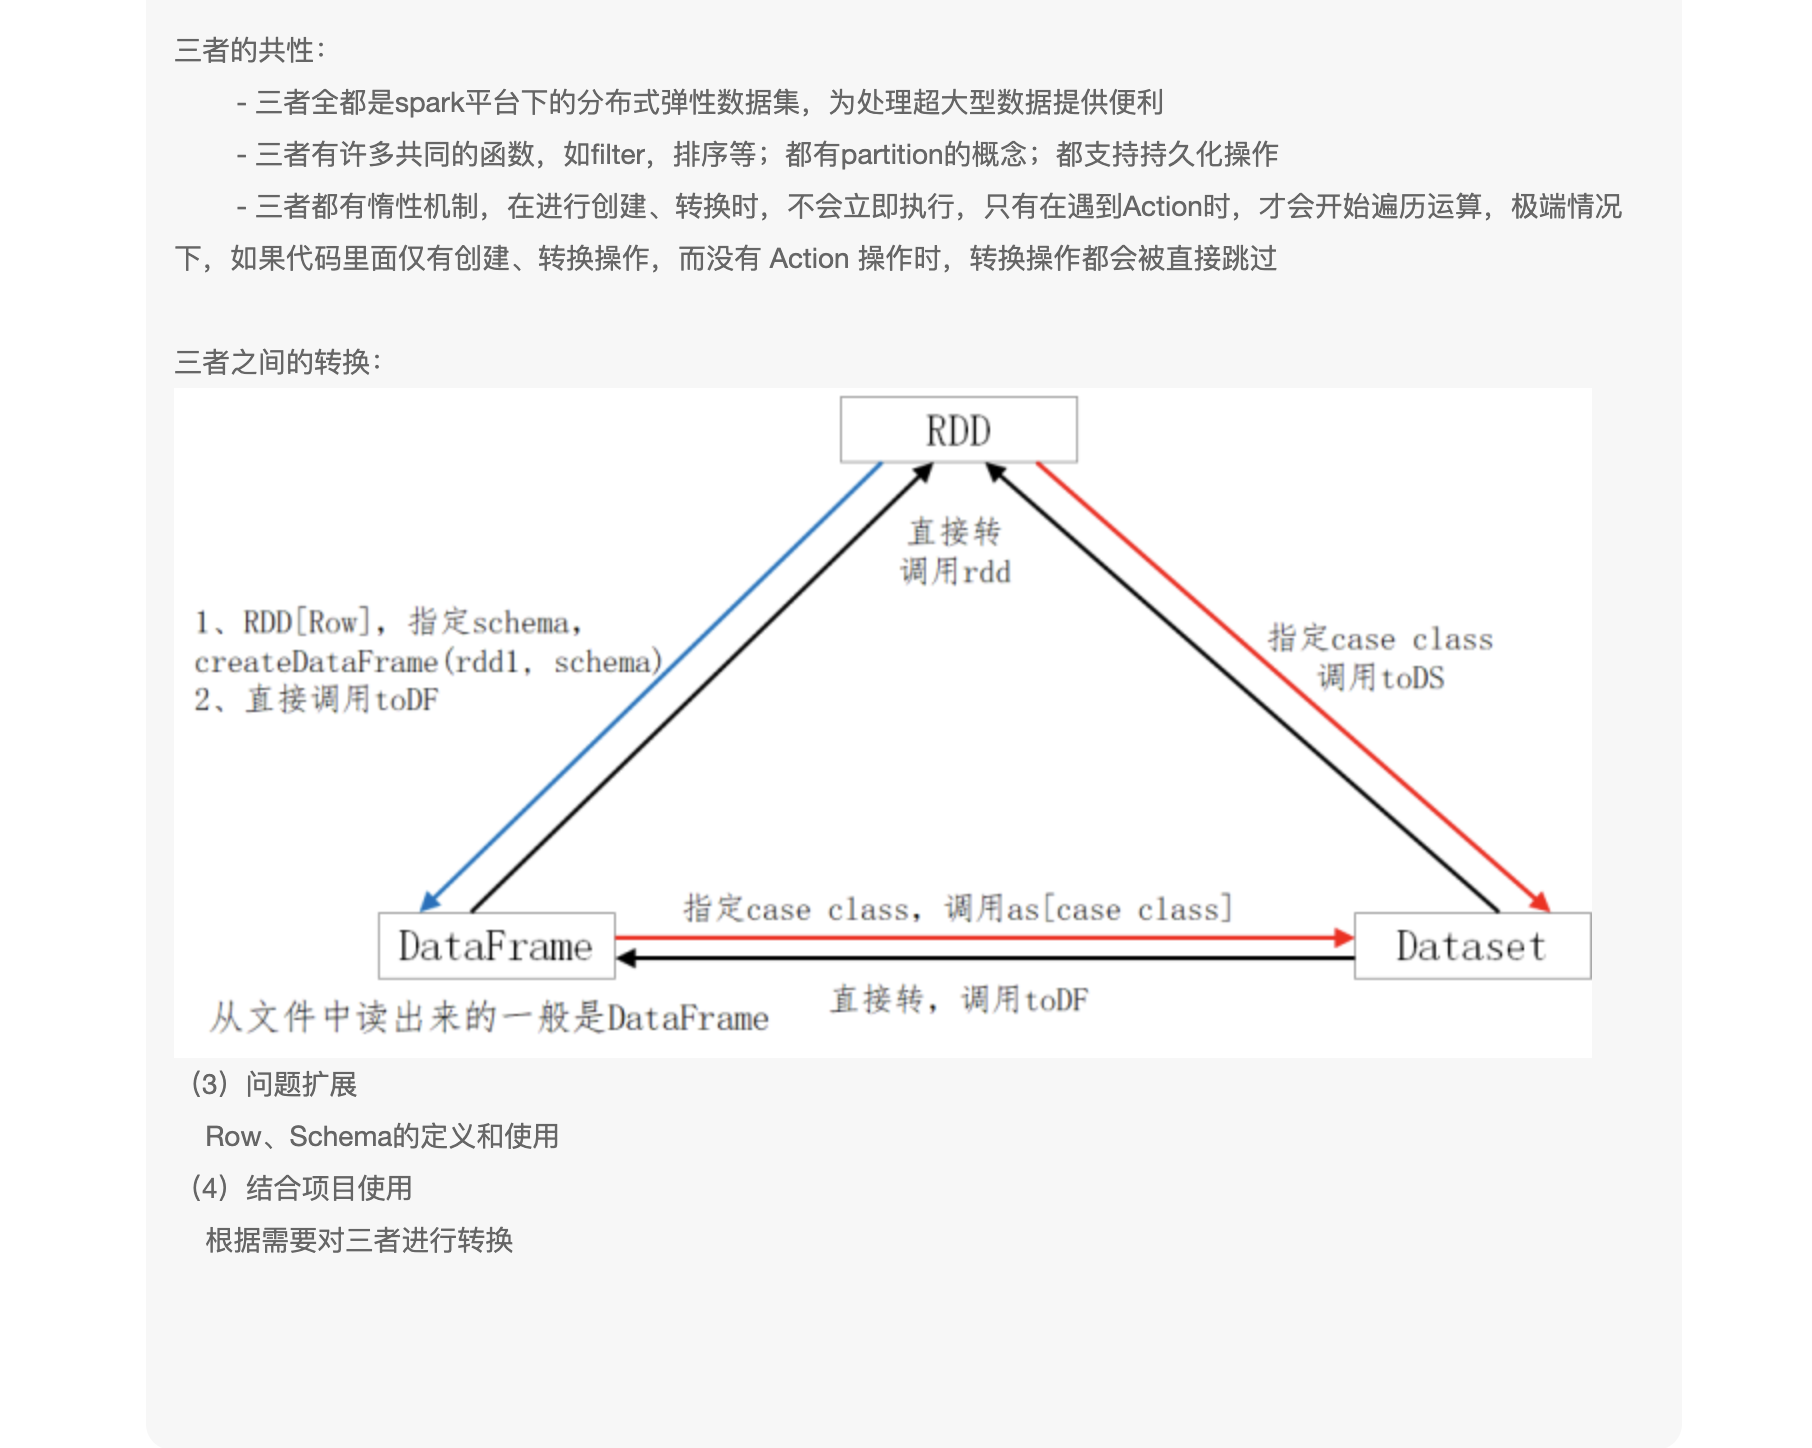 三者的共性：
- 三者全都是spark平台下的分布式弹性数据集，为处理超大型数据提供便利
- 三者有许多共同的函数，如filter，排序等；都有partition的概念；都支持持久化操作
- 三者都有惰性机制，在进行创建、转换时，不会立即执行，只有在遇到Action时，才会开始遍历运算，极端情况
下，如果代码里面仅有创建、转换操作，而没有 Action 操作时，转换操作都会被直接跳过
三者之间的转换：
RDD
直接转
调用rdd
1、RDD[Row], 指定schema,
createDataFrame(rdd1, schema)
2、直接调用toDF
指定case class
调用toDS
指定case class, 调用as[case class]
DataFrame
Dataset
直接转, 调用toDF
从文件中读出来的一般是DataFrame
（3）问题扩展
Row、Schema的定义和使用
（4）结合项目使用
根据需要对三者进行转换